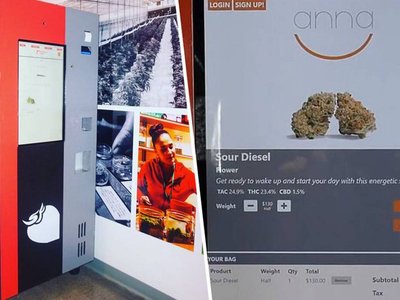 LOGIN SIGN UP!
anna
Sour Diesel
Flower
Get ready to wake up and start your day with this energetic
TAC 24.9% THC 23.4% CBD 1.5%
Weight $130
Half
YOUR BAG
Product Weight Qty 1 Total
Sour Diesel Half 1 $130.00 Remove
Subtotal
Tax